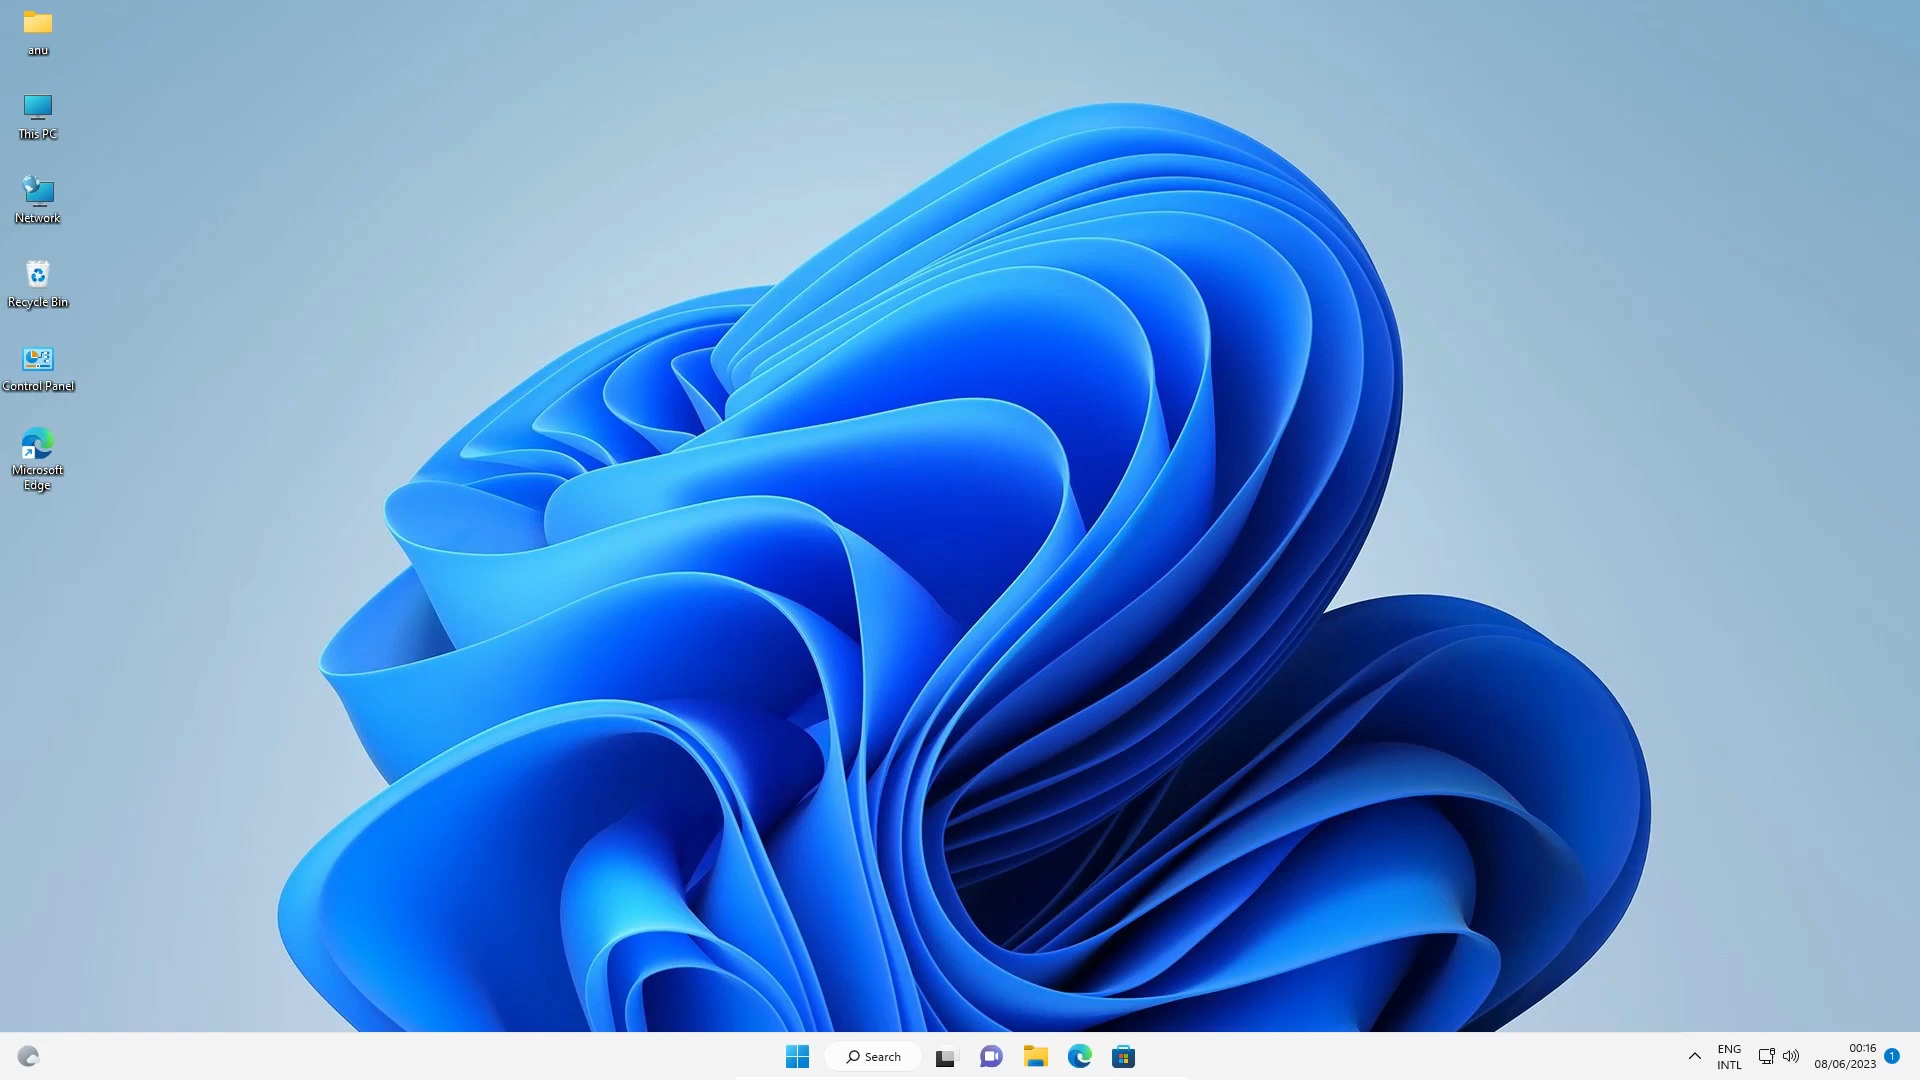 anu
This PC
Network
Recycle Bin
Control Panel
Microsoft
Edge
Search
ENG
INTL
00:16
08/06/2023
1